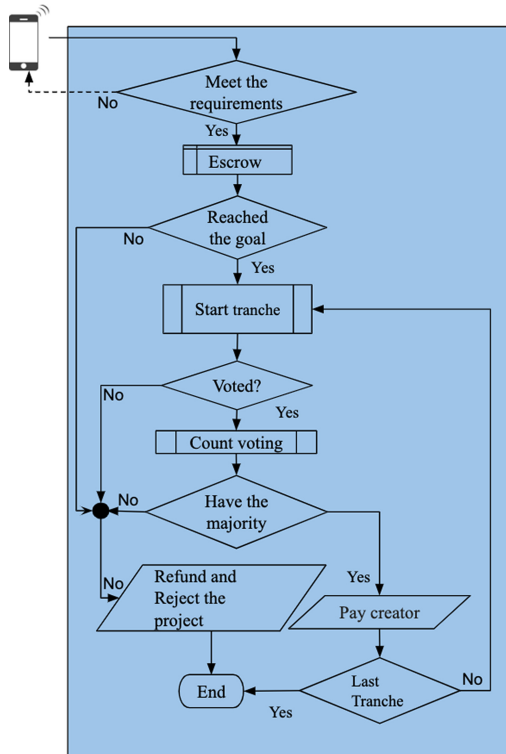 Meet the
requirements
No
Yes
Escrow
Reached
the goal
No
Yes
Start tranche
Voted?
No
Yes
Count voting
Have the
majority
No
Yes
No
Refund and
Reject the
project
Pay creator
Last
Tranche
No
Yes
End